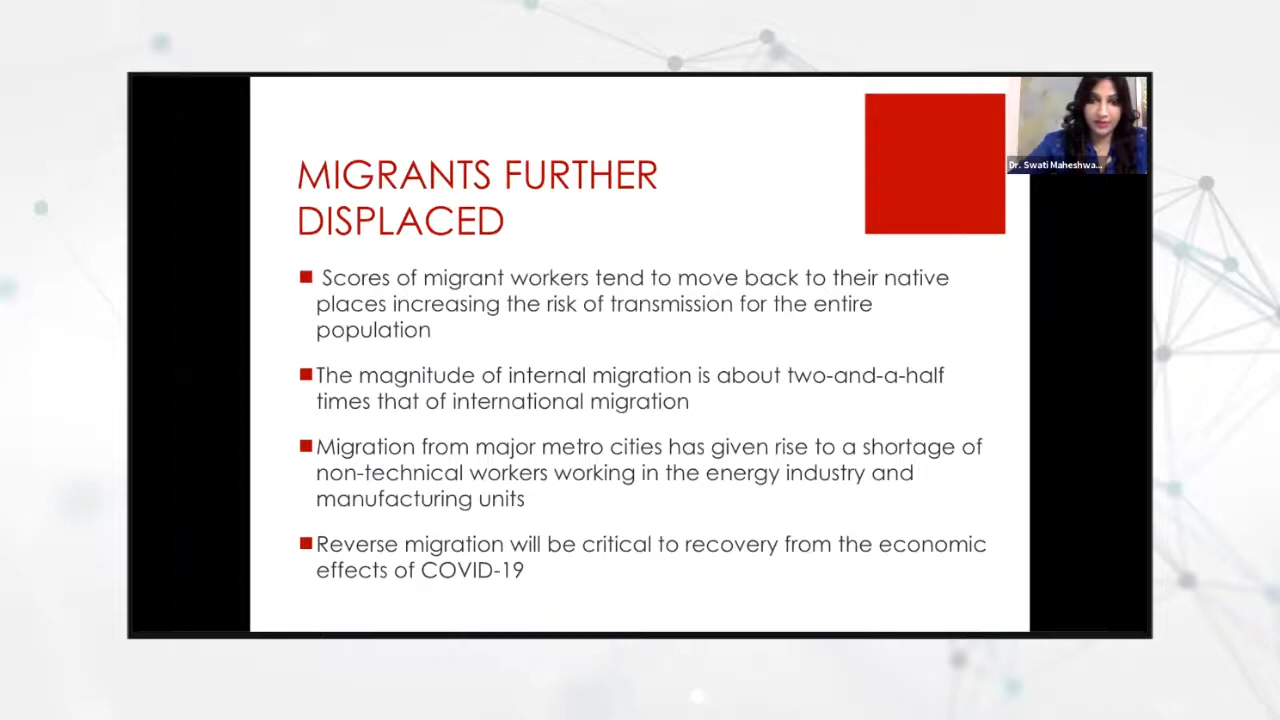 MIGRANTS FURTHER
DISPLACED
Dr. Swati Maheshwa...
Scores of migrant workers tend to move back to their native
places increasing the risk of transmission for the entire
population
The magnitude of internal migration is about two-and-a-half
times that of international migration
Migration from major metro cities has given rise to a shortage of
non-technical workers working in the energy industry and
manufacturing units
Reverse migration will be critical to recovery from the economic
effects of COVID-19